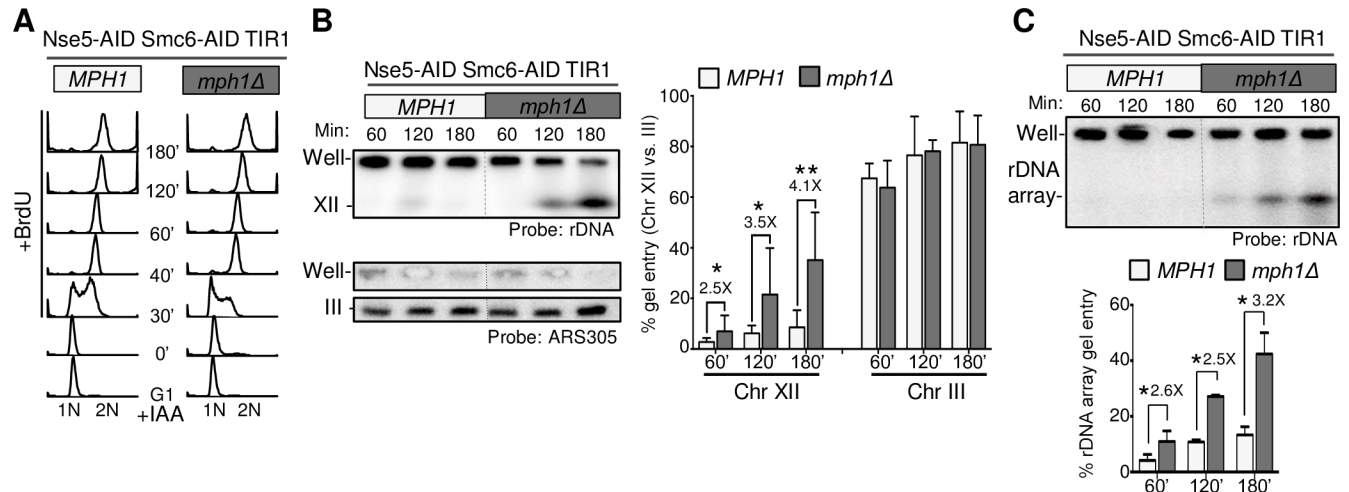 A
Nse5-AID Smc6-AID TIR1
MPH1 mph1Δ
+BrdU
180'
120'
60'
40'
30'
0'
G1
1N 2N +IAA 1N 2N
B
Nse5-AID Smc6-AID TIR1
MPH1 mph1Δ
Min: 60 120 180 60 120 180
Well-
XII -
Probe: rDNA
Well-
III -
Probe: ARS305
MPH1 mph1Δ
% gel entry (Chr XII vs. III)
100
80
60
40
20
0
* 2.5X
* 3.5X
** 4.1X
60' 120' 180' 60' 120' 180'
Chr XII Chr III
C
Nse5-AID Smc6-AID TIR1
MPH1 mph1Δ
Min: 60 120 180 60 120 180
Well-
rDNA
array-
Probe: rDNA
MPH1 mph1Δ
% rDNA array gel entry
60
40
20
0
*2.6X
*2.5X
* 3.2X
60' 120' 180'